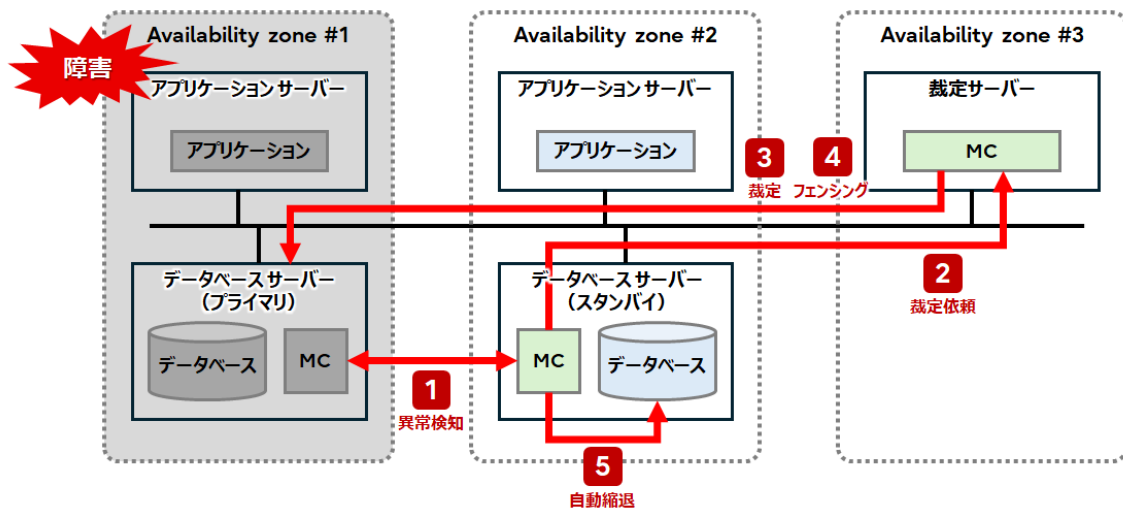 Availability zone #1
Availability zone #2
Availability zone #3
障害
アプリケーションサーバー
アプリケーション
アプリケーションサーバー
アプリケーション
裁定サーバー
MC
3
裁定
4
フェンシング
データベースサーバー
(プライマリ)
データベース
MC
データベースサーバー
(スタンバイ)
MC
データベース
2
裁定依頼
1
異常検知
5
自動縮退